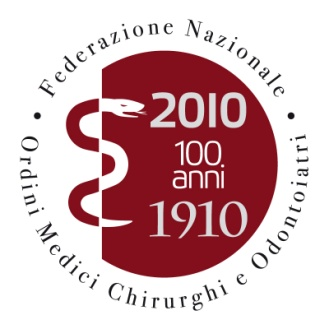 • Federazione Nazionale •
Ordini Medici Chirurghi e Odontoiatri
2010
100
anni
1910